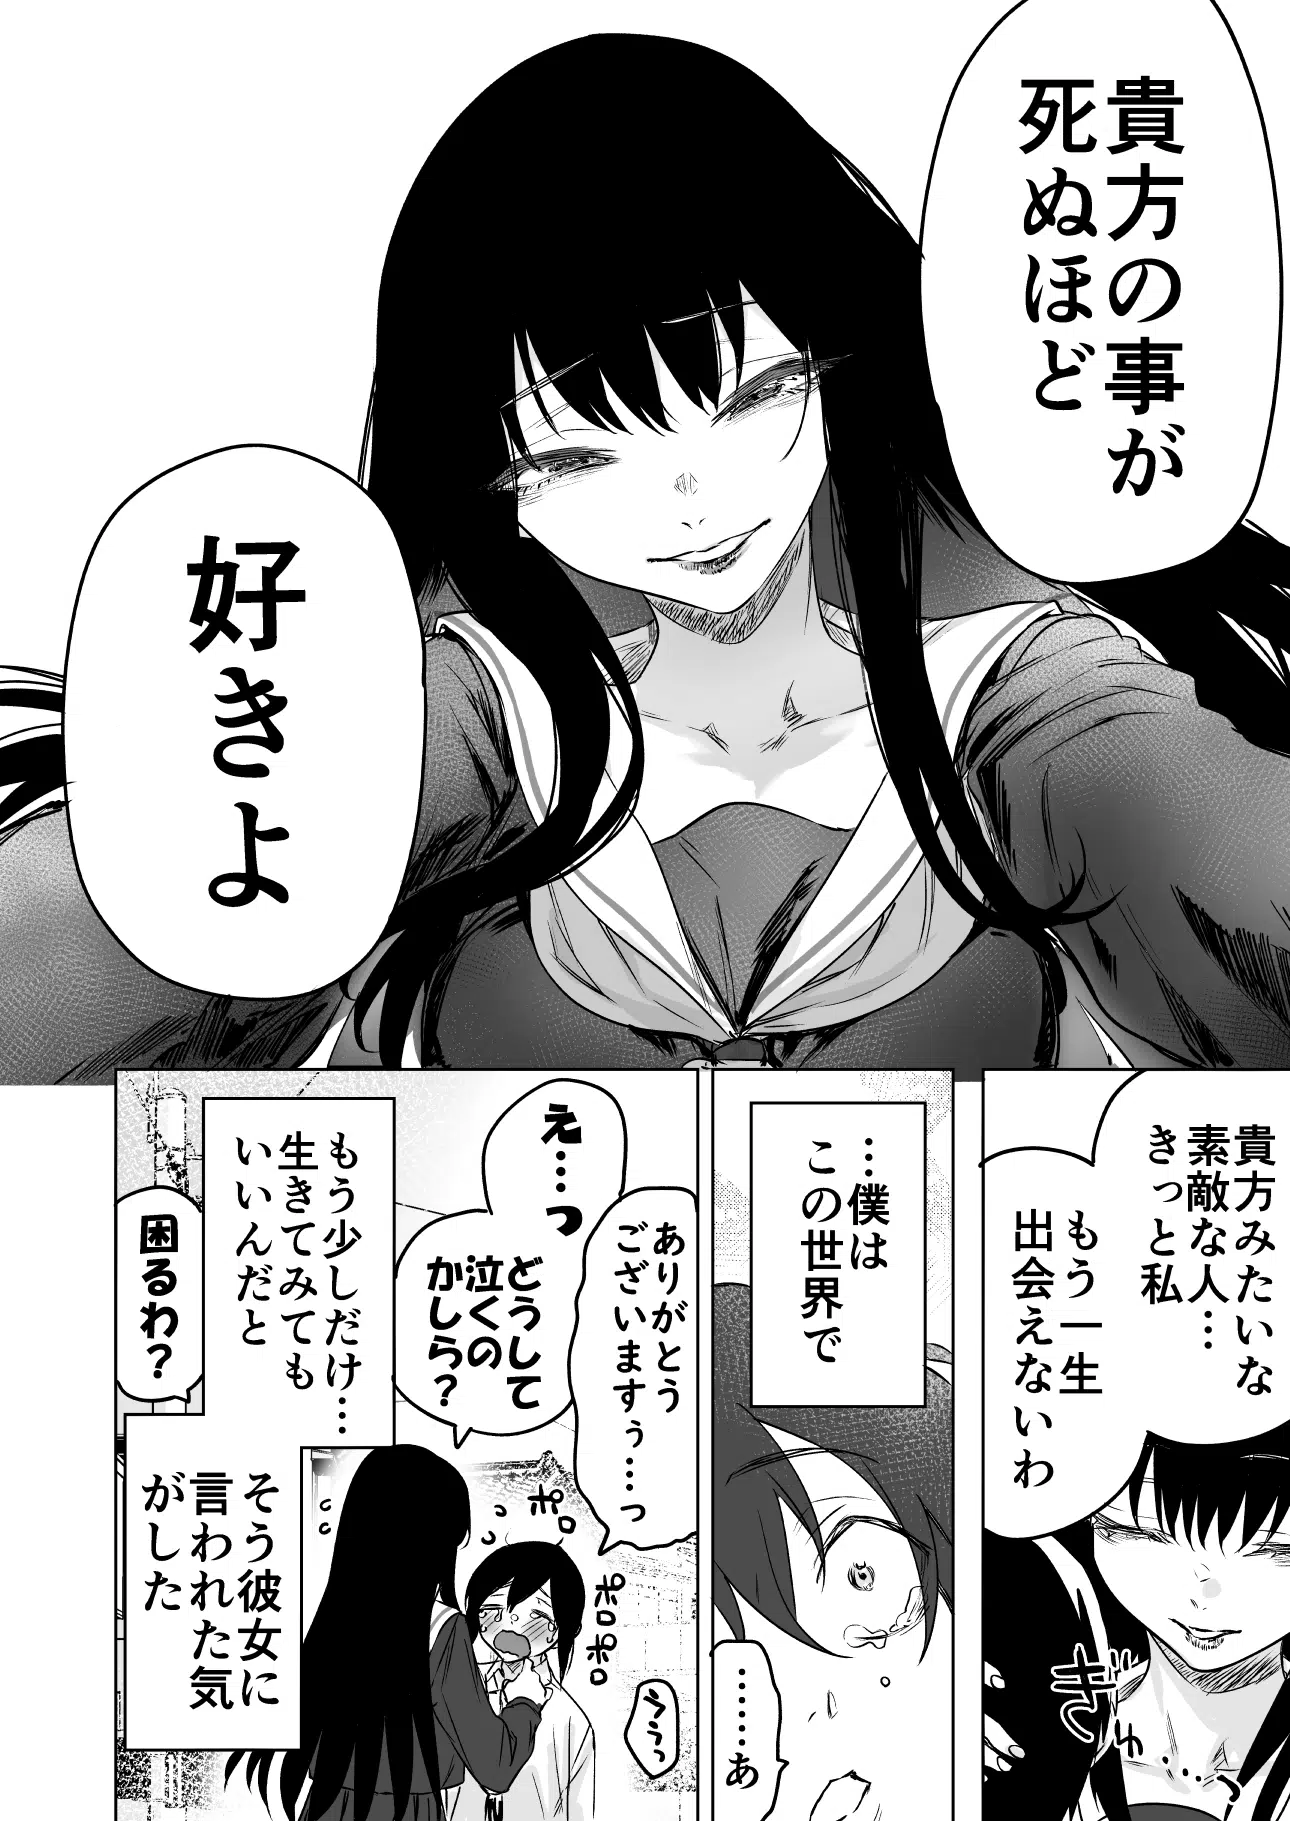 貴方の事が
死ぬほど
好きよ
貴方みたいな
素敵な人…
きっと私
もう一生
出会えないわ
ぎゅ…
…僕は
この世界で
……あ
ありがとう
ございますぅ…っ
え…っ
どうして
泣くの
かしら？
ポロ
ポロポロ
うぅっ
もう少しだけ…
生きてみても
いいんだと
困るわ？
そう彼女に
言われた気
がした